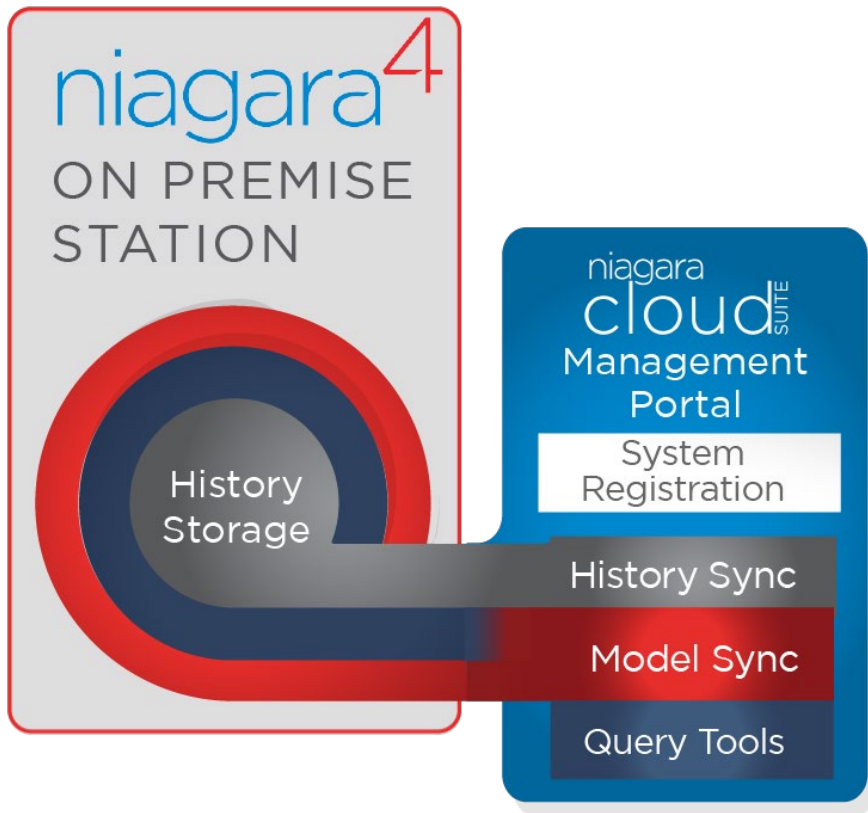 niagara4
ON PREMISE
STATION
History
Storage
niagara
cloud SUITE
Management
Portal
System
Registration
History Sync
Model Sync
Query Tools